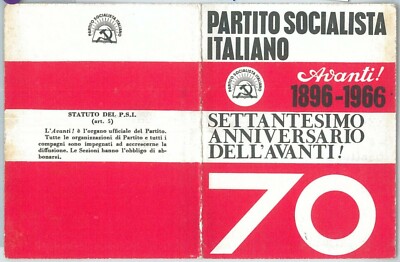 PARTITO SOCIALISTA ITALIANO
STATUTO DEL P.S.I.
(art. 5)
L'Avanti! è l'organo ufficiale del Partito.
Tutte le organizzazioni di Partito e tutti i
compagni sono impegnati ad accrescerne la
diffusione. Le Sezioni hanno l'obbligo di ab-
bonarsi.
PARTITO SOCIALISTA
ITALIANO
Avanti!
PARTITO SOCIALISTA ITALIANO
1896-1966
SETTANTESIMO
ANNIVERSARIO
DELL'AVANTI!
70